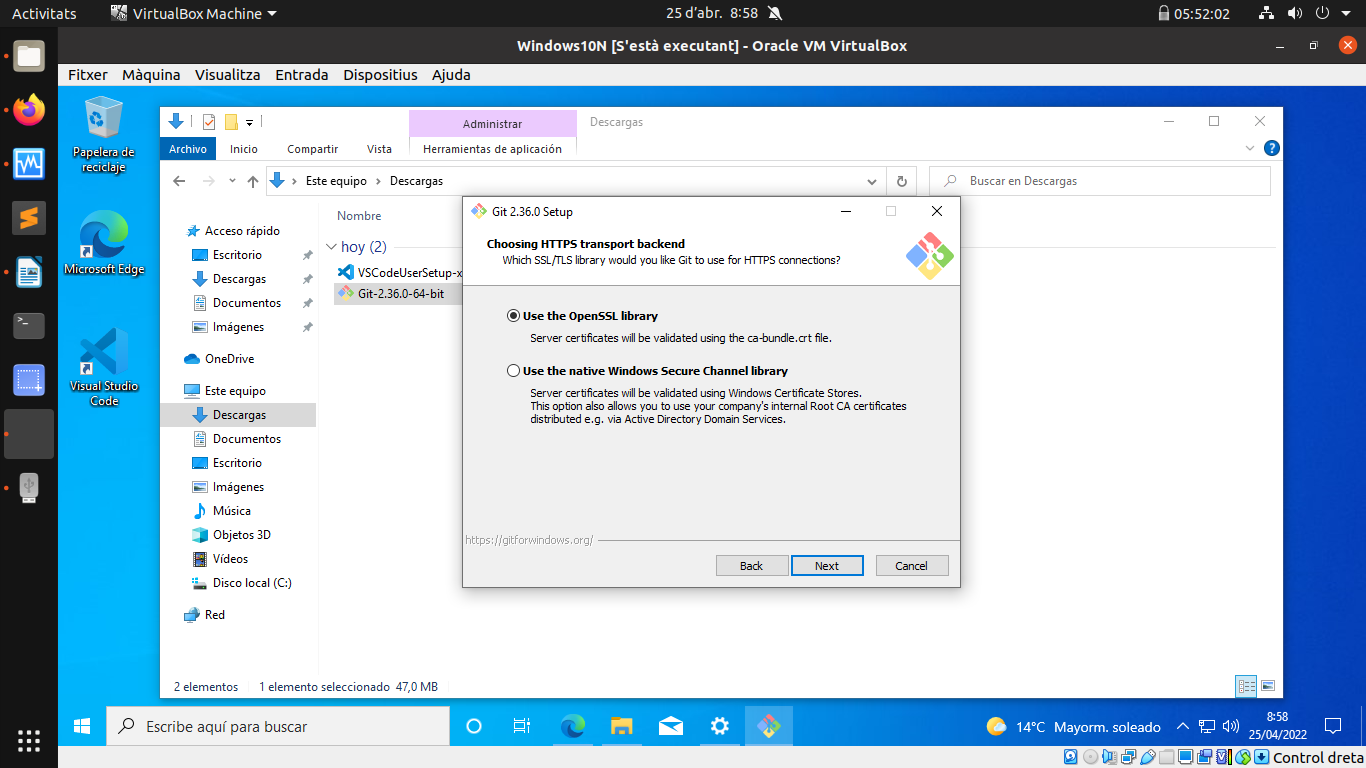 Activitats
VirtualBox Machine
25 d’abr.  8:58
05:52:02
Windows10N [S'està executant] - Oracle VM VirtualBox
Fitxer Màquina Visualitza Entrada Dispositius Ajuda
Papelera de
reciclaje
Microsoft Edge
Visual Studio
Code
Administrar
Descargas
Archivo Inicio Compartir Vista Herramientas de aplicación
Este equipo › Descargas
Buscar en Descargas
Acceso rápido
Escritorio
Descargas
Documentos
Imágenes
OneDrive
Este equipo
Descargas
Documentos
Escritorio
Imágenes
Música
Objetos 3D
Vídeos
Disco local (C:)
Red
Nombre
hoy (2)
VSCodeUserSetup-x
Git-2.36.0-64-bit
Git 2.36.0 Setup
Choosing HTTPS transport backend
Which SSL/TLS library would you like Git to use for HTTPS connections?
Use the OpenSSL library
Server certificates will be validated using the ca-bundle.crt file.
Use the native Windows Secure Channel library
Server certificates will be validated using Windows Certificate Stores.
This option also allows you to use your company's internal Root CA certificates
distributed e.g. via Active Directory Domain Services.
https://gitforwindows.org/
Back Next Cancel
2 elementos
1 elemento seleccionado  47,0 MB
Escribe aquí para buscar
14°C  Mayorm. soleado
8:58
25/04/2022
Control dreta